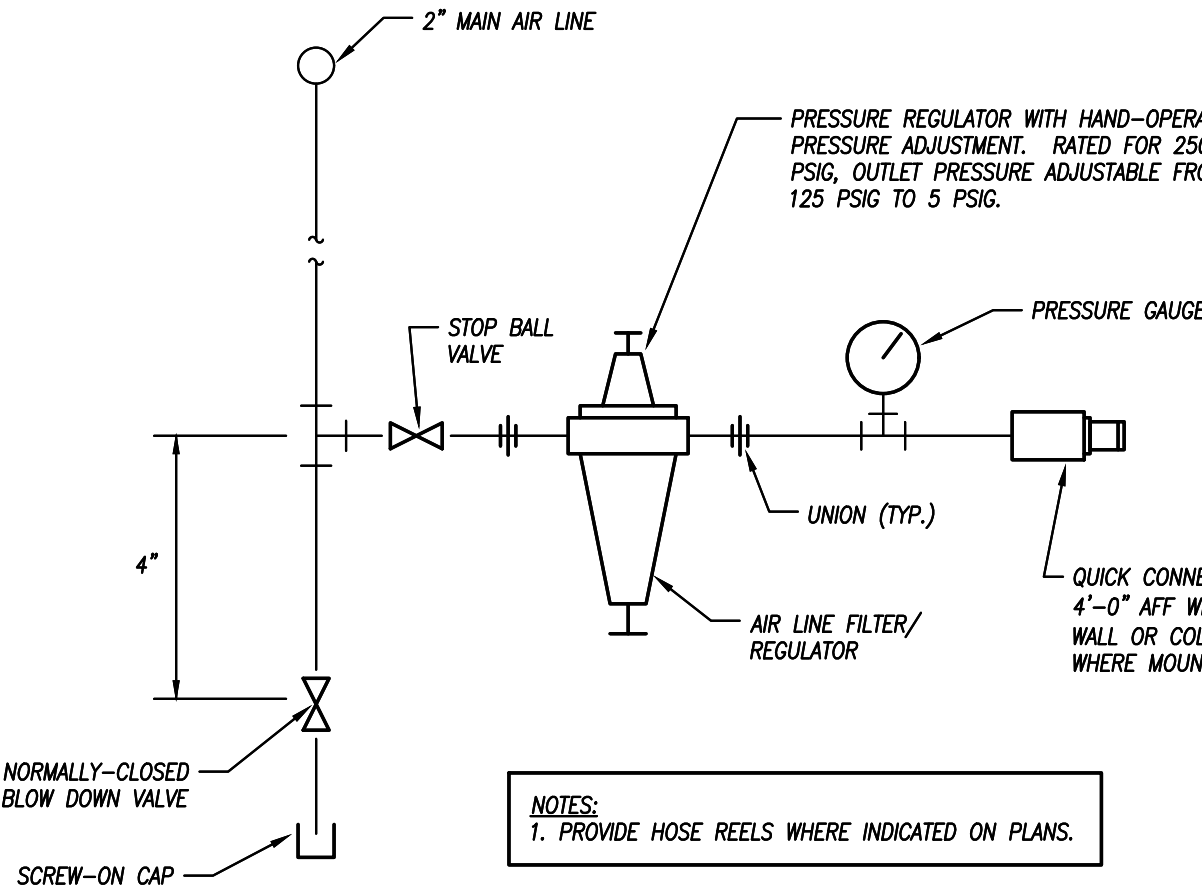 2" MAIN AIR LINE
PRESSURE REGULATOR WITH HAND-OPERA
PRESSURE ADJUSTMENT. RATED FOR 250
PSIG, OUTLET PRESSURE ADJUSTABLE FRO
125 PSIG TO 5 PSIG.
STOP BALL
VALVE
PRESSURE GAUGE
UNION (TYP.)
4"
QUICK CONNE
4'-0" AFF W
WALL OR COL
WHERE MOUN
AIR LINE FILTER/
REGULATOR
NORMALLY-CLOSED
BLOW DOWN VALVE
NOTES:
1. PROVIDE HOSE REELS WHERE INDICATED ON PLANS.
SCREW-ON CAP